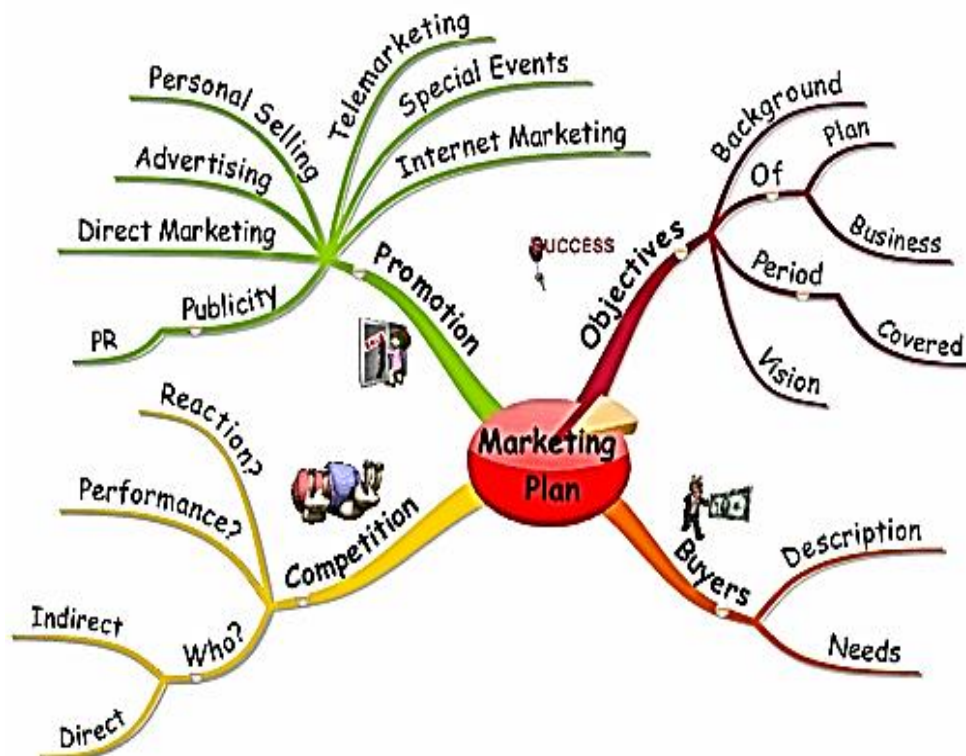 Marketing
Plan
Promotion
Telemarketing
Special Events
Internet Marketing
Personal Selling
Advertising
Direct Marketing
Publicity
PR
SUCCESS
Objectives
Background
Of
Plan
Business
Period
Covered
Vision
Competition
Reaction?
Performance?
Who?
Indirect
Direct
Buyers
Description
Needs